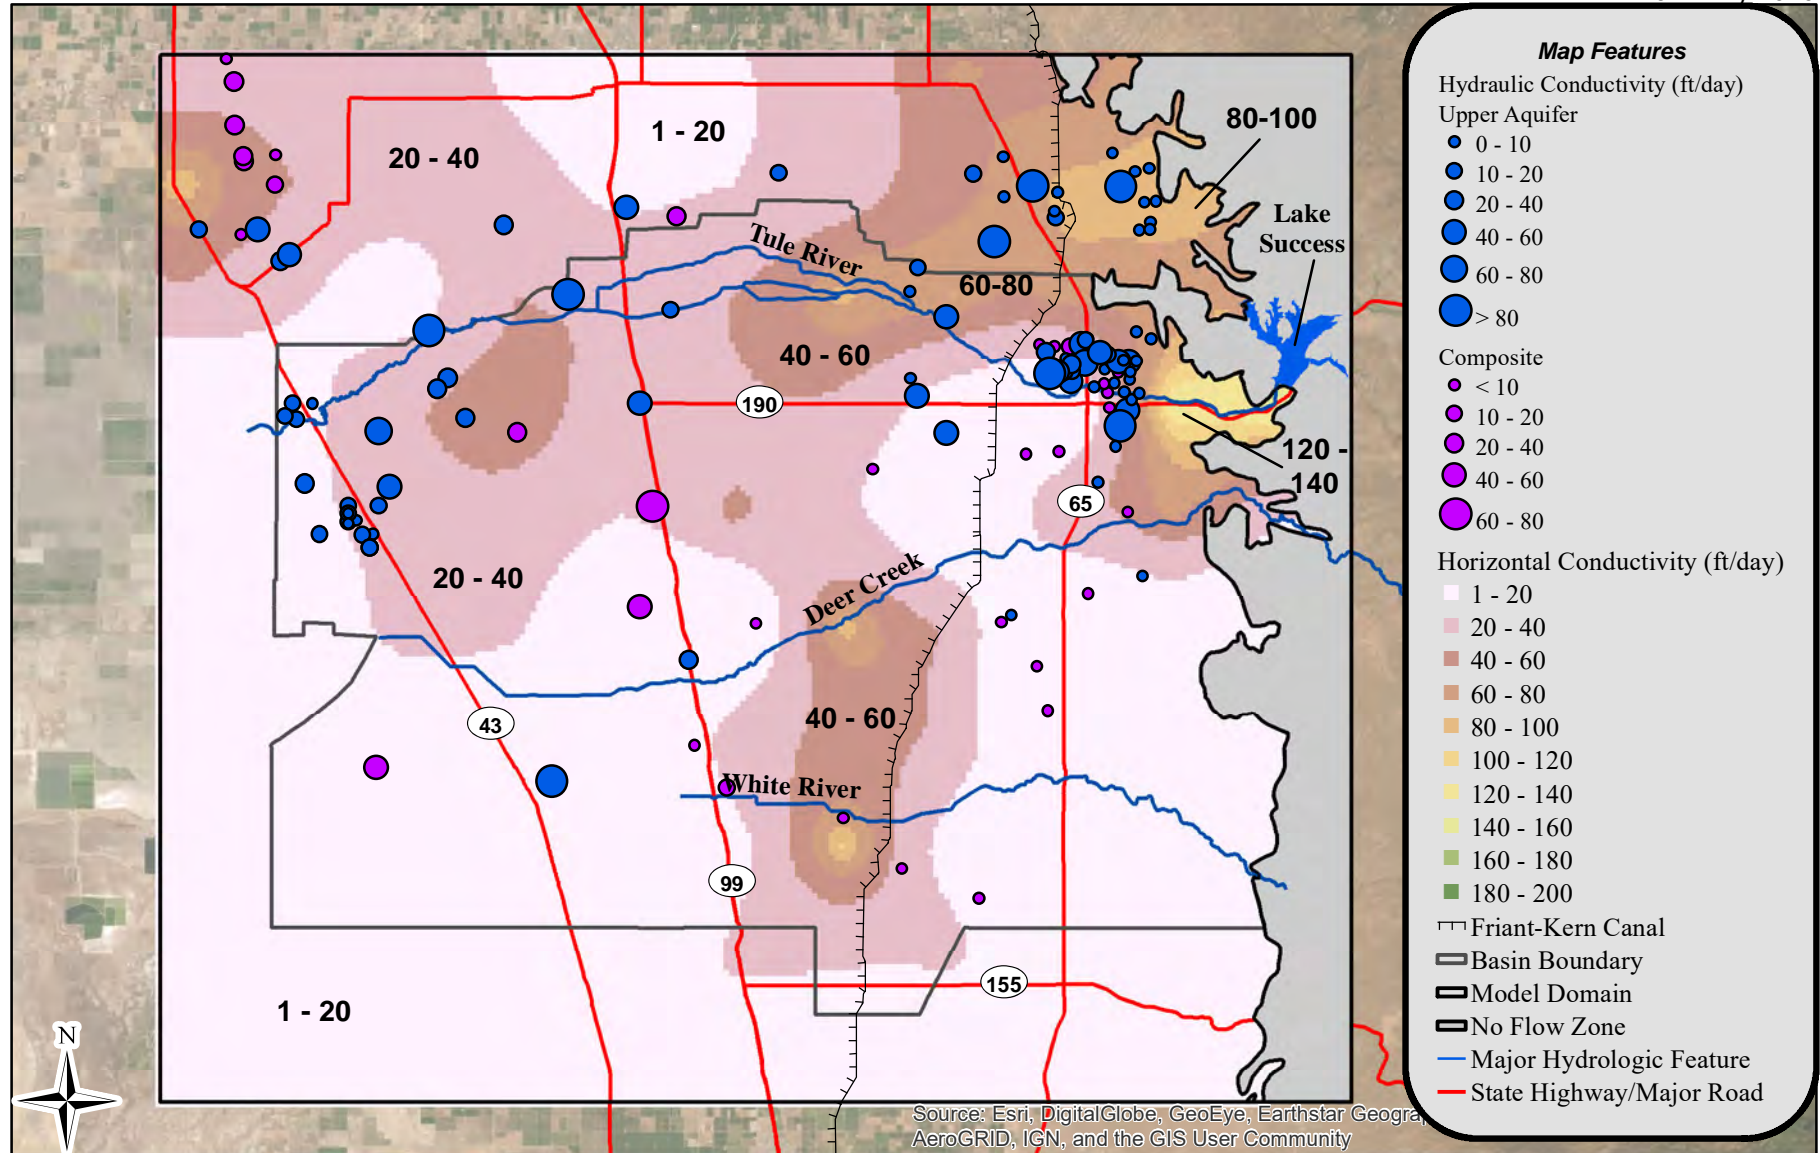 Map Features
Hydraulic Conductivity (ft/day)
Upper Aquifer
0 - 10
10 - 20
20 - 40
40 - 60
60 - 80
> 80
Composite
< 10
10 - 20
20 - 40
40 - 60
60 - 80
Horizontal Conductivity (ft/day)
1 - 20
20 - 40
40 - 60
60 - 80
80 - 100
100 - 120
120 - 140
140 - 160
160 - 180
180 - 200
Friant-Kern Canal
Basin Boundary
Model Domain
No Flow Zone
Major Hydrologic Feature
State Highway/Major Road
80-100
1 - 20
20 - 40
Lake
Success
Tule River
60-80
40 - 60
190
120 -
140
65
20 - 40
Deer Creek
40 - 60
43
White River
99
155
1 - 20
N
Source: Esri, DigitalGlobe, GeoEye, Earthstar
AeroGRID, IGN, and the GIS User Community